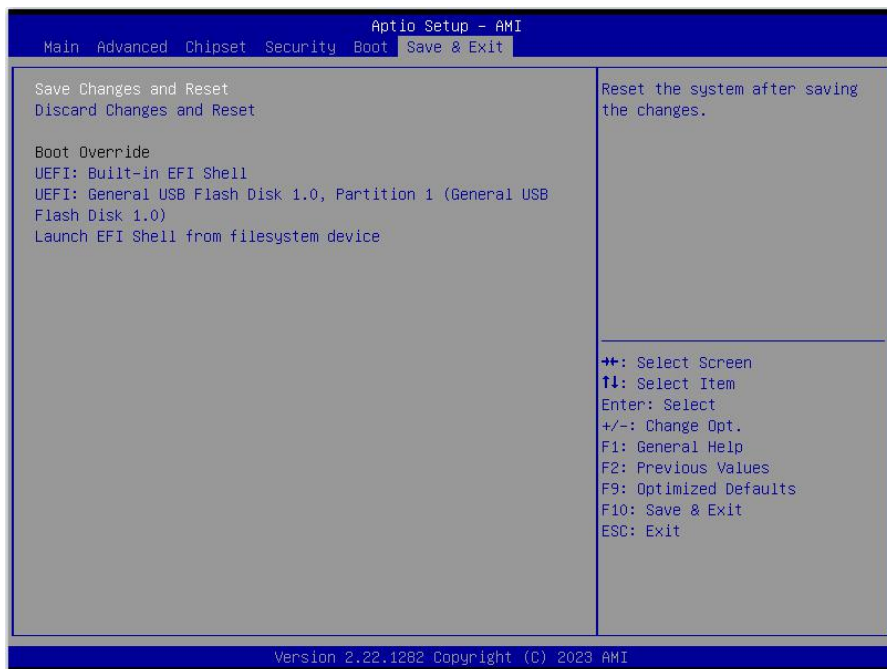 Aptio Setup – AMI
Main Advanced Chipset Security Boot Save & Exit
Save Changes and Reset
Discard Changes and Reset
Boot Override
UEFI: Built-in EFI Shell
UEFI: General USB Flash Disk 1.0, Partition 1 (General USB
Flash Disk 1.0)
Launch EFI Shell from filesystem device
Reset the system after saving
the changes.
→←: Select Screen
↑↓: Select Item
Enter: Select
+/-: Change Opt.
F1: General Help
F2: Previous Values
F9: Optimized Defaults
F10: Save & Exit
ESC: Exit
Version 2.22.1282 Copyright (C) 2023 AMI